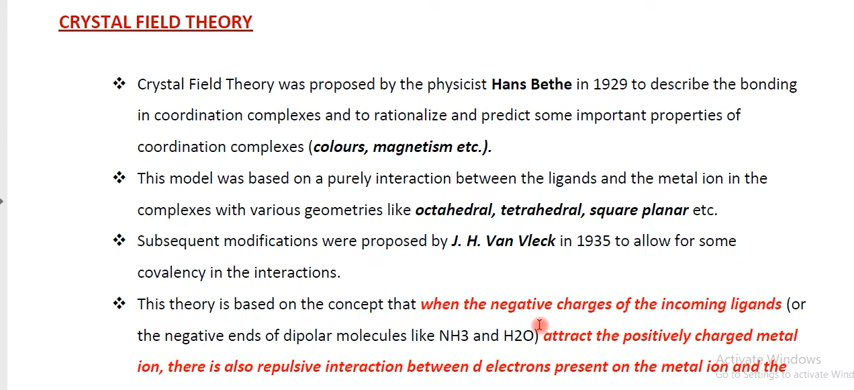 CRYSTAL FIELD THEORY
❖ Crystal Field Theory was proposed by the physicist Hans Bethe in 1929 to describe the bonding
in coordination complexes and to rationalize and predict some important properties of
coordination complexes (colours, magnetism etc.).
❖ This model was based on a purely interaction between the ligands and the metal ion in the
complexes with various geometries like octahedral, tetrahedral, square planar etc.
❖ Subsequent modifications were proposed by J. H. Van Vleck in 1935 to allow for some
covalency in the interactions.
❖ This theory is based on the concept that when the negative charges of the incoming ligands (or
the negative ends of dipolar molecules like NH3 and H2O) attract the positively charged metal
ion, there is also repulsive interaction between d electrons present on the metal ion and the
Activate Windows
Go to Settings to activate Wind